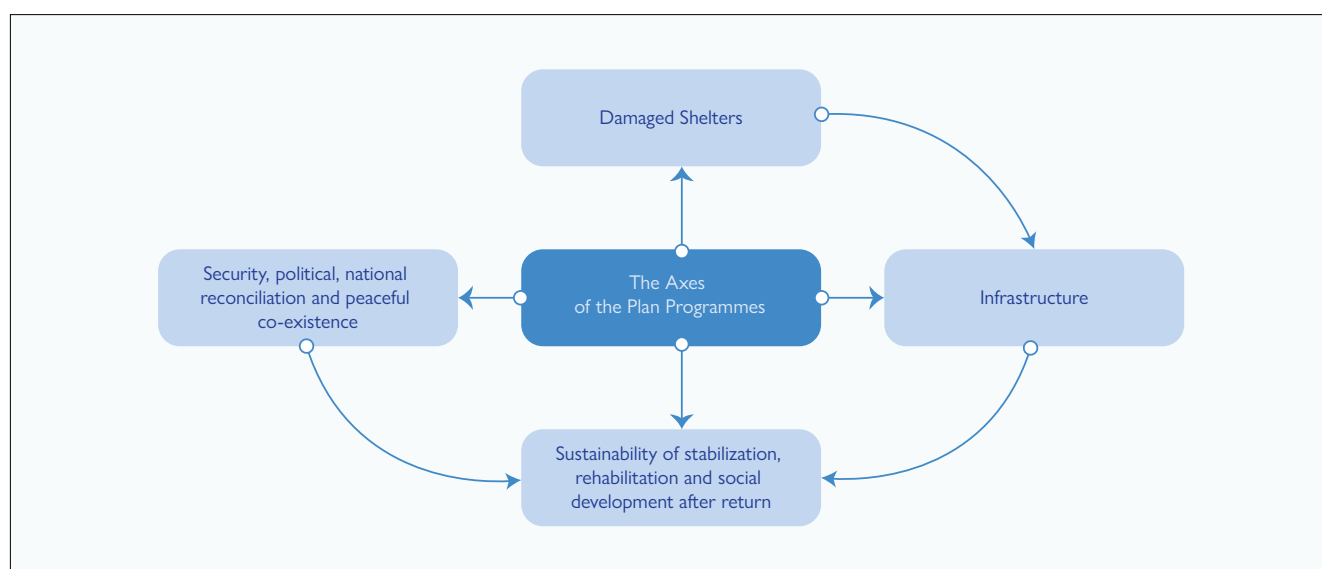 Damaged Shelters
Security, political, national
reconciliation and peaceful
co-existence
The Axes
of the Plan Programmes
Infrastructure
Sustainability of stabilization,
rehabilitation and social
development after return